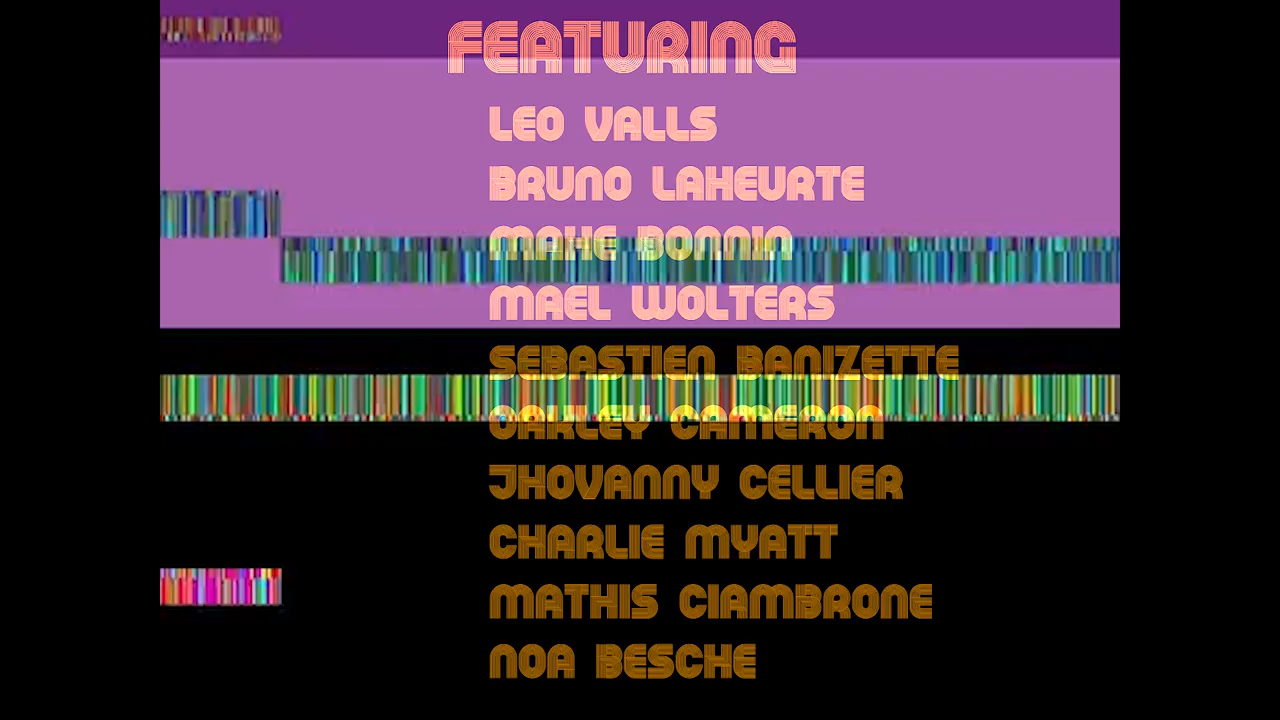 FEATURING
LEO VALLS
BRUNO LAHEURTE
MAHE BONNIN
MAEL WOLTERS
SEBASTIEN BANIZETTE
OAKLEY CAMERON
JHOVANNY CELLIER
CHARLIE MYATT
MATHIS CIAMBRONE
NOA BESCHE